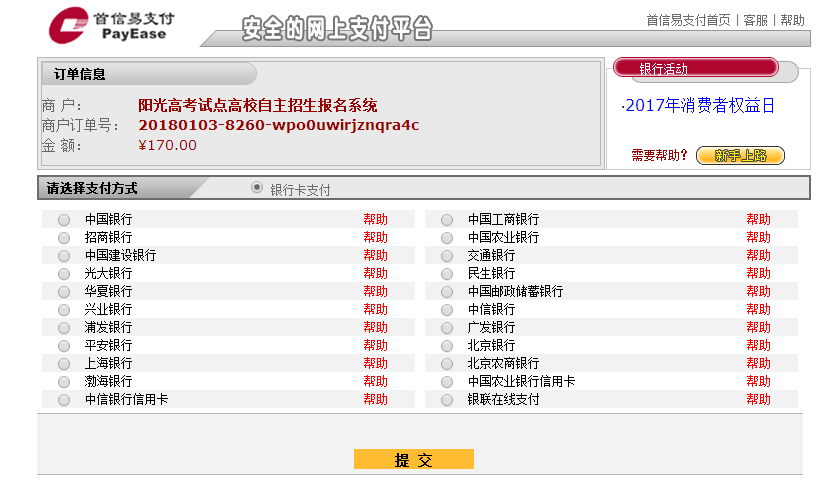 首信易支付
PayEase
安全的网上支付平台
首信易支付首页 | 客服 | 帮助
订单信息
商 户：
阳光高考试点高校自主招生报名系统
商户订单号：
20180103-8260-wpo0uwirjznqra4c
金 额：
¥170.00
银行活动
·2017年消费者权益日
需要帮助?
新手上路
请选择支付方式
银行卡支付
中国银行 帮助 中国工商银行 帮助
招商银行 帮助 中国农业银行 帮助
中国建设银行 帮助 交通银行 帮助
光大银行 帮助 民生银行 帮助
华夏银行 帮助 中国邮政储蓄银行 帮助
兴业银行 帮助 中信银行 帮助
浦发银行 帮助 广发银行 帮助
平安银行 帮助 北京银行 帮助
上海银行 帮助 北京农商银行 帮助
渤海银行 帮助 中国农业银行信用卡 帮助
中信银行信用卡 帮助 银联在线支付 帮助
提 交